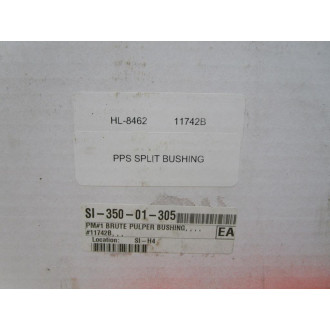 HL-8462 11742B
PPS SPLIT BUSHING
SI-350-01-305
PM#1 BRUTE PULPER BUSHING, , , ,
#11742B, , ,
EA
Location: SI-H4